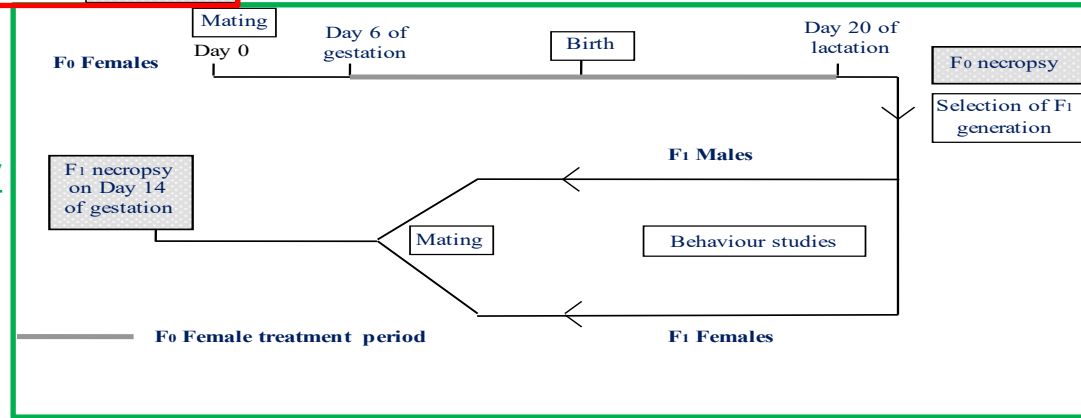 Mating
Day 0
Day 6 of
gestation
Birth
Day 20 of
lactation
F0 Females
F0 necropsy
Selection of F1
generation
F1 Males
F1 necropsy
on Day 14
of gestation
Mating
Behaviour studies
F0 Female treatment period
F1 Females